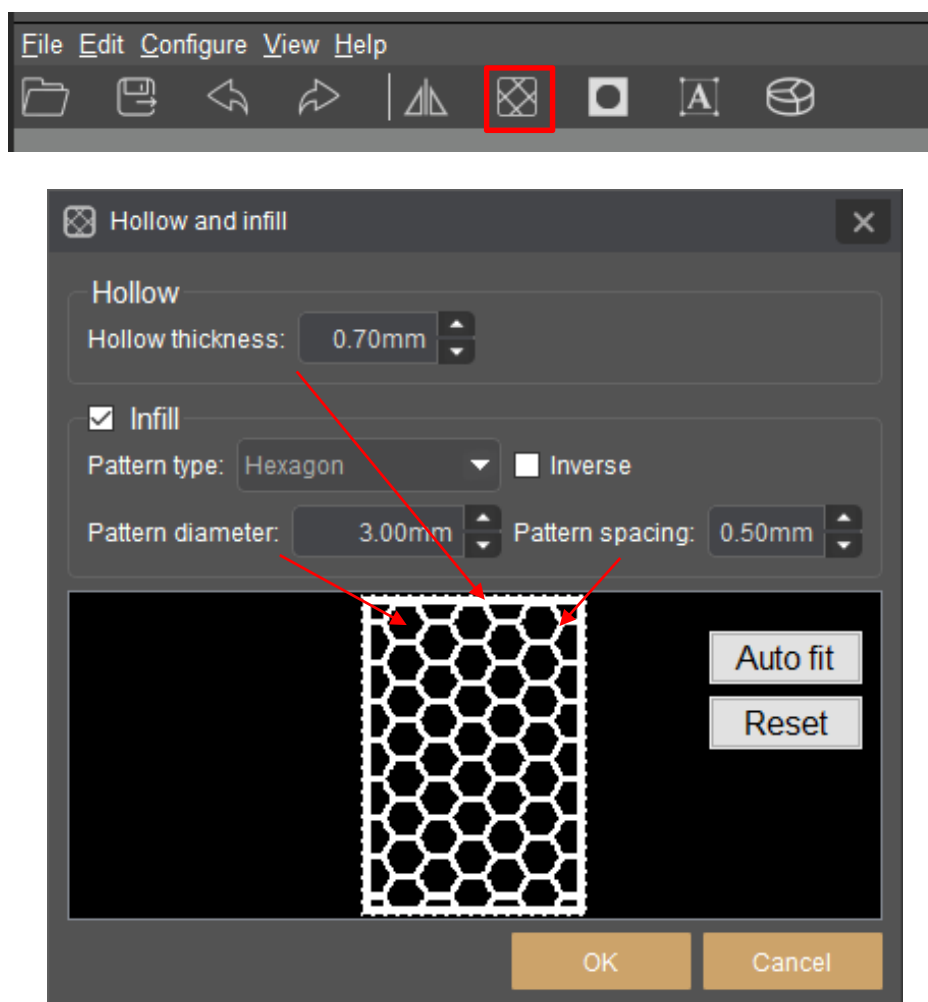 File Edit Configure View Help
A
Hollow and infill
Hollow
Hollow thickness: 0.70mm
Infill
Pattern type: Hexagon Inverse
Pattern diameter: 3.00mm Pattern spacing: 0.50mm
Auto fit
Reset
OK Cancel